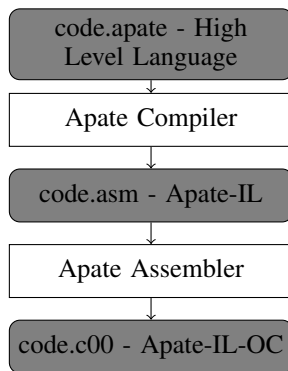 code.apate - High
Level Language
Apate Compiler
code.asm - Apate-IL
Apate Assembler
code.c00 - Apate-IL-OC